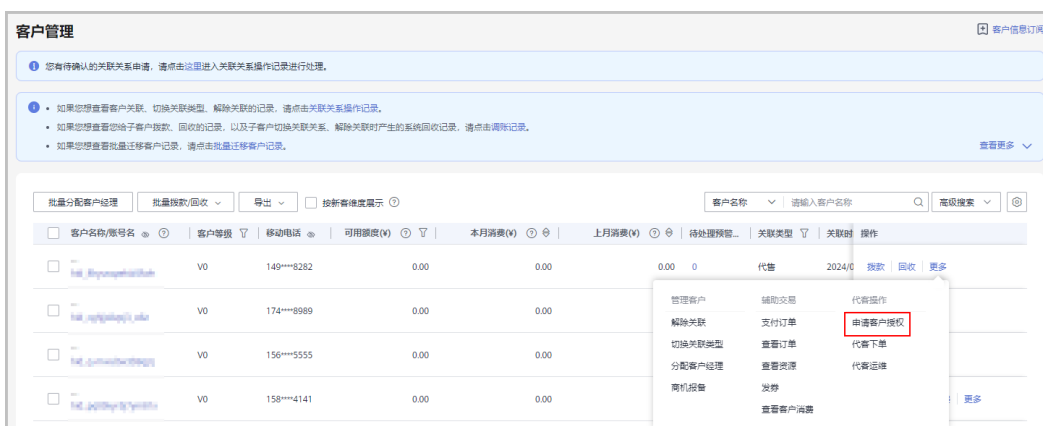 客户管理
客户信息订阅
您有待确认的关联关系申请，请点击这里进入关联关系操作记录进行处理。
• 如果您想查看客户关联、切换关联类型、解除关联的记录，请点击关联关系操作记录。
• 如果您想查看您给子客户拨款、回收的记录，以及子客户切换关联关系、解除关联时产生的系统回收记录，请点击调账记录。
• 如果您想查看批量迁移客户记录，请点击批量迁移客户记录。
查看更多
批量分配客户经理 批量拨款/回收 导出 按新客维度展示 客户名称 请输入客户名称 高级搜索
客户名称/账号名 客户等级 移动电话 可用额度(¥) 本月消费(¥) 上月消费(¥) 待处理预警... 关联类型 关联时 操作
V0 149****8282 0.00 0.00 0.00 0 代售 2024/0 拨款 回收 更多
管理客户 辅助交易 代客操作
V0 174****8989 0.00 0.00
解除关联 支付订单 申请客户授权
切换关联类型 查看订单 代客下单
V0 156****5555 0.00 0.00
分配客户经理 查看资源 代客运维
商机报备 发券
V0 158****4141 0.00 0.00 更多
查看客户消费